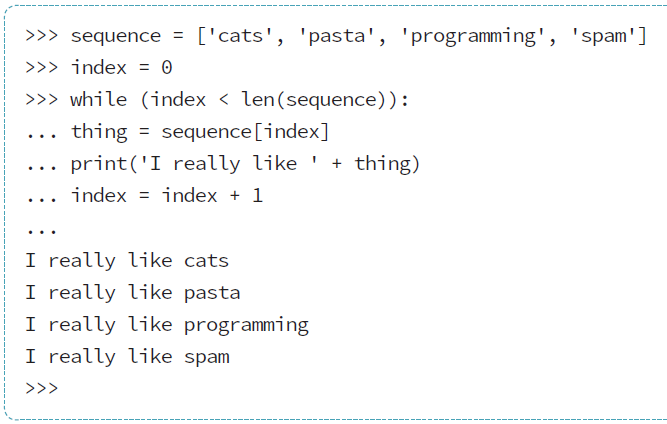 >>> sequence = ['cats', 'pasta', 'programming', 'spam']
>>> index = 0
>>> while (index < len(sequence)):
... thing = sequence[index]
... print('I really like ' + thing)
... index = index + 1
...
I really like cats
I really like pasta
I really like programming
I really like spam
>>>